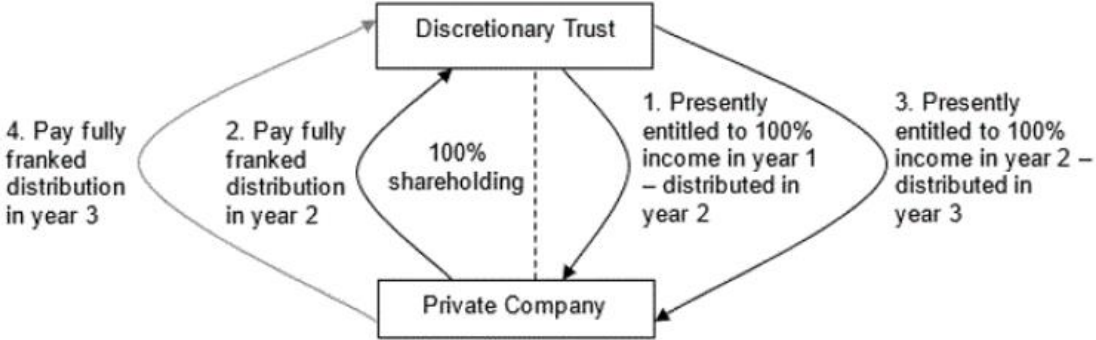 Discretionary Trust
4. Pay fully
franked
distribution
in year 3
2. Pay fully
franked
distribution
in year 2
100%
shareholding
1. Presently
entitled to 100%
income in year 1
– distributed in
year 2
3. Presently
entitled to 100%
income in year 2 –
distributed in
year 3
Private Company